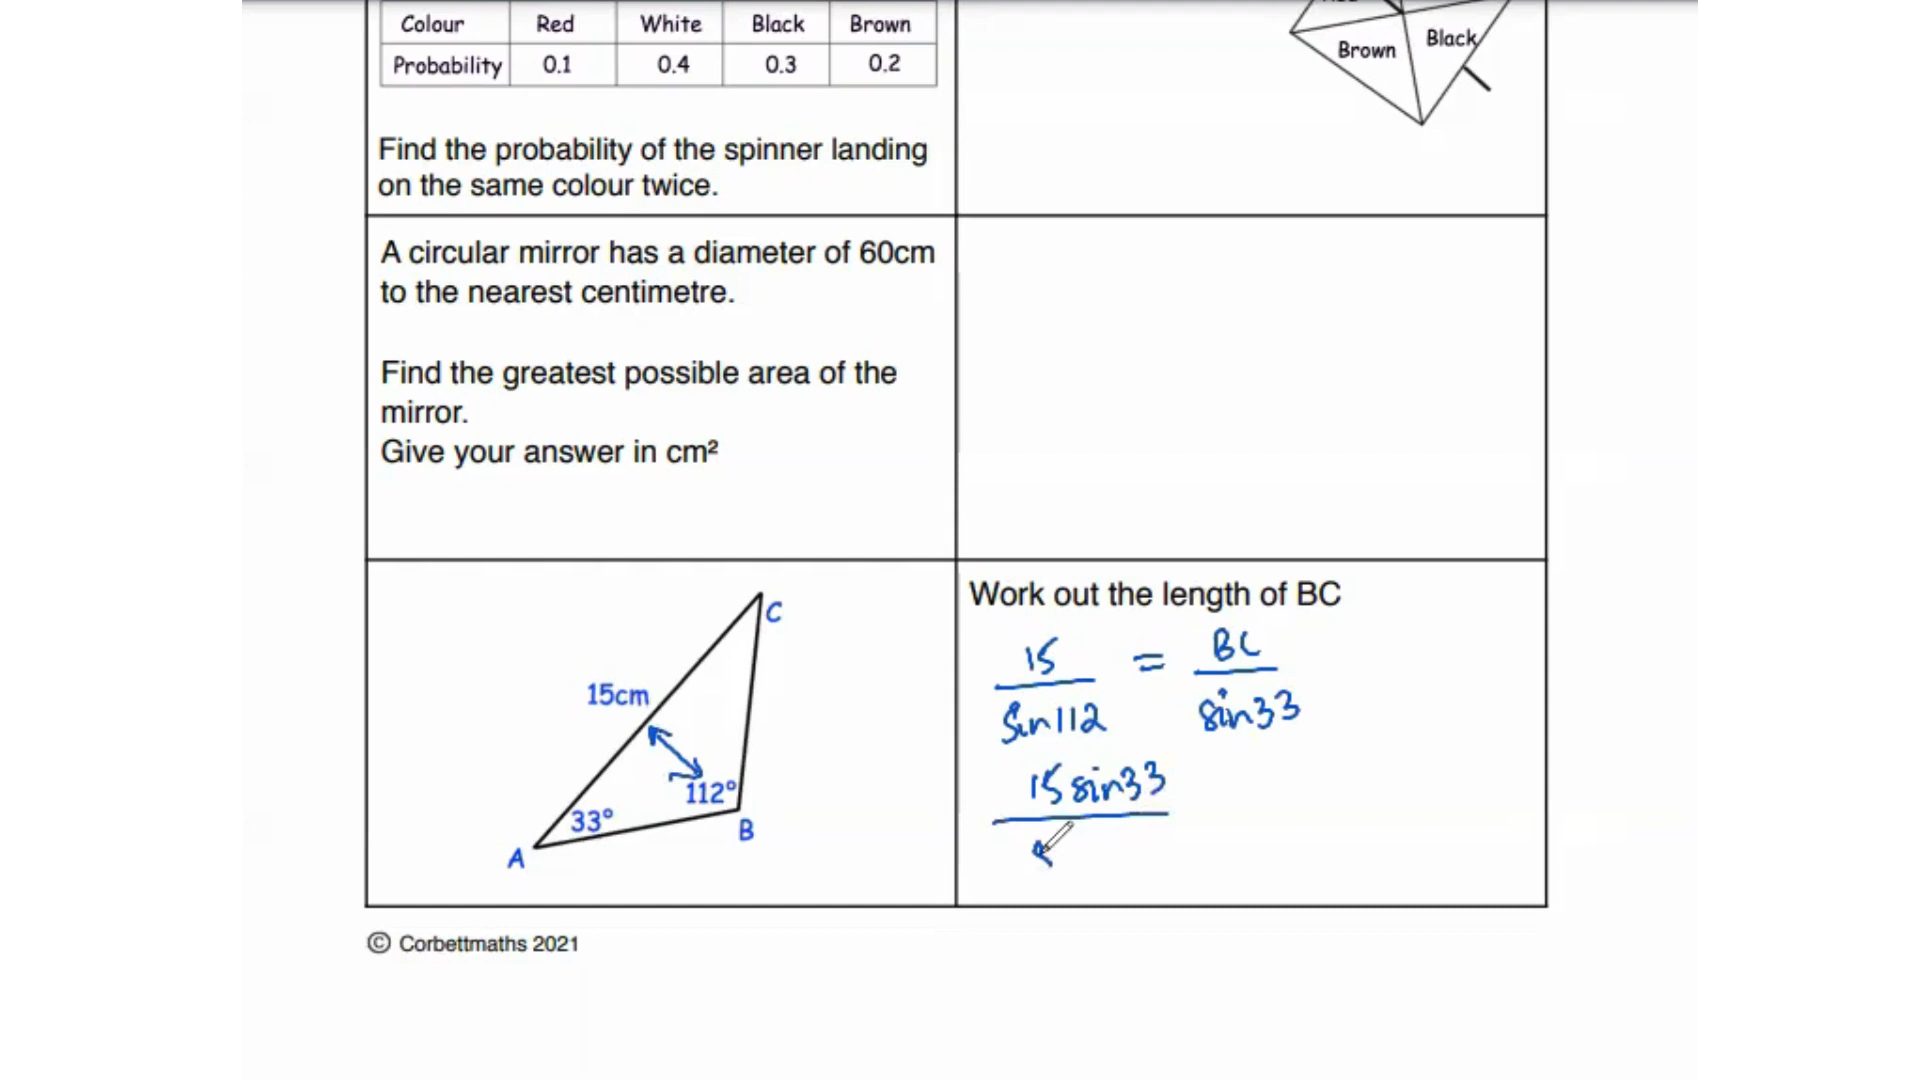 Colour Red White Black Brown
Probability 0.1 0.4 0.3 0.2
Brown
Black
Find the probability of the spinner landing
on the same colour twice.
A circular mirror has a diameter of 60cm
to the nearest centimetre.
Find the greatest possible area of the
mirror.
Give your answer in cm²
C
15cm
112°
33°
B
A
Work out the length of BC
15 = BC
sin112 sin33
15 sin33
© Corbettmaths 2021